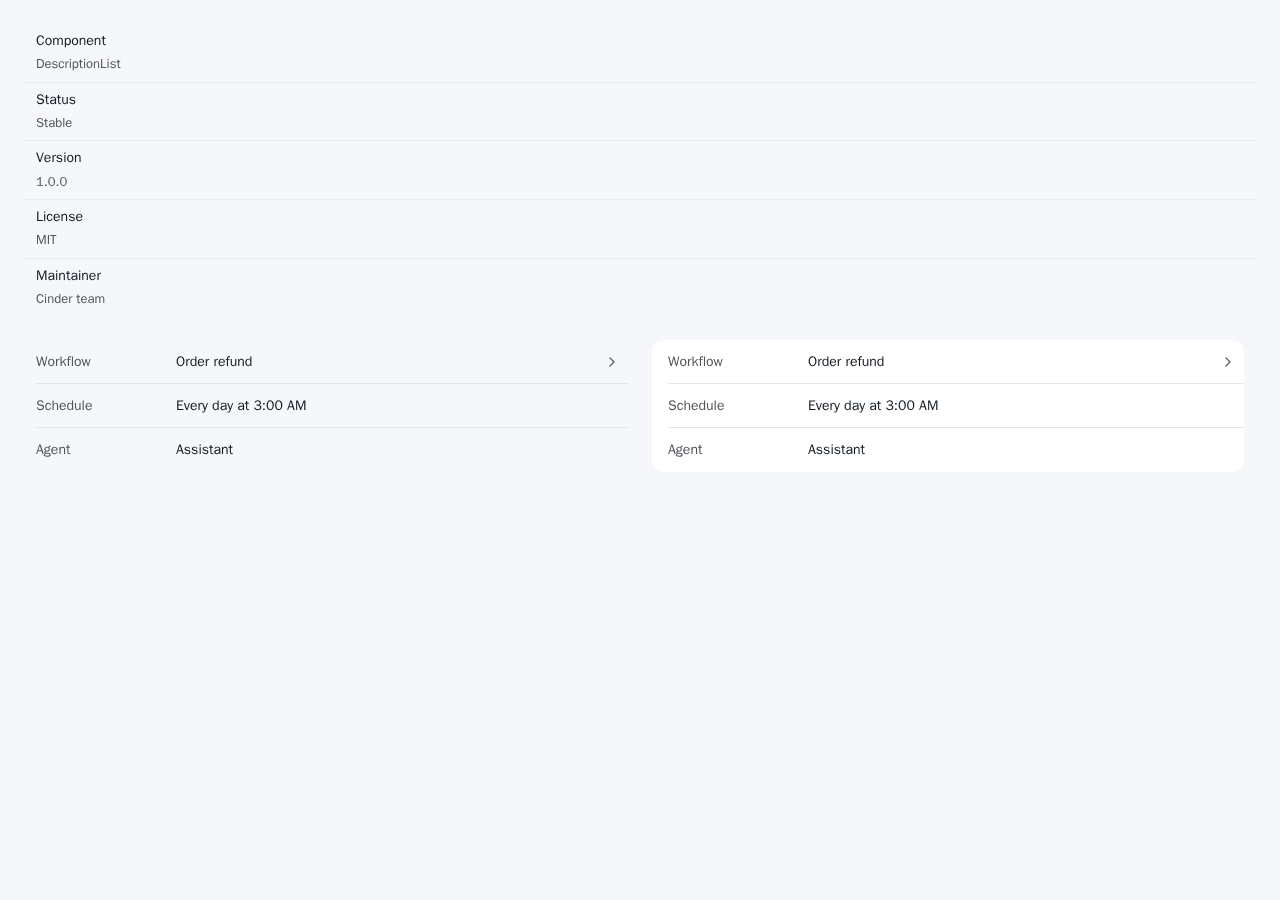 Component
DescriptionList
Status
Stable
Version
1.0.0
License
MIT
Maintainer
Cinder team
Workflow Order refund
Schedule Every day at 3:00 AM
Agent Assistant
Workflow Order refund
Schedule Every day at 3:00 AM
Agent Assistant